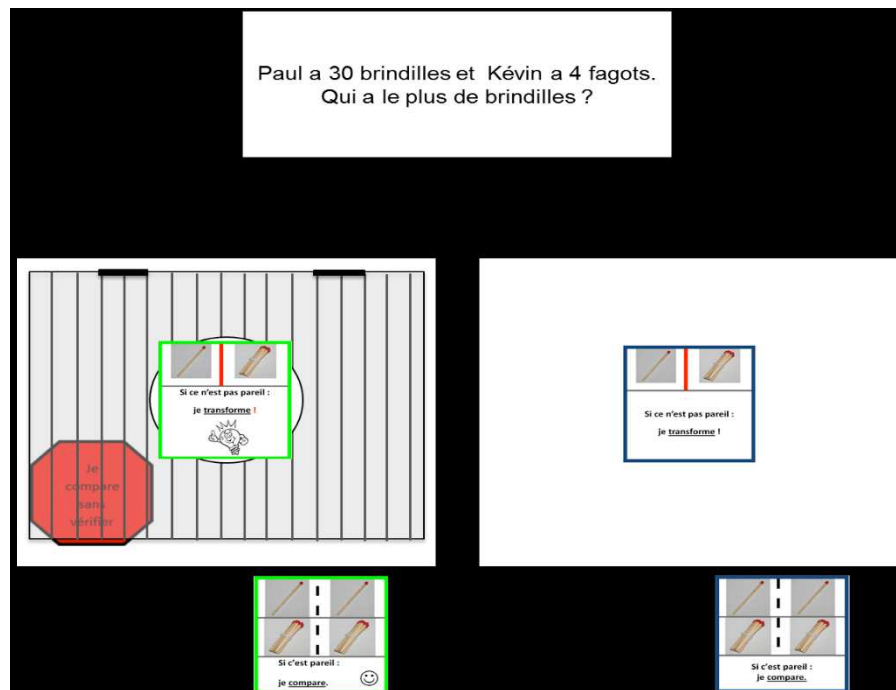 Paul a 30 brindilles et Kévin a 4 fagots.
Qui a le plus de brindilles ?
Si ce n'est pas pareil :
je transforme !
Je
compare
sans
vérifier
Si ce n'est pas pareil :
je transforme !
Si c'est pareil :
je compare.
Si c'est pareil :
je compare.